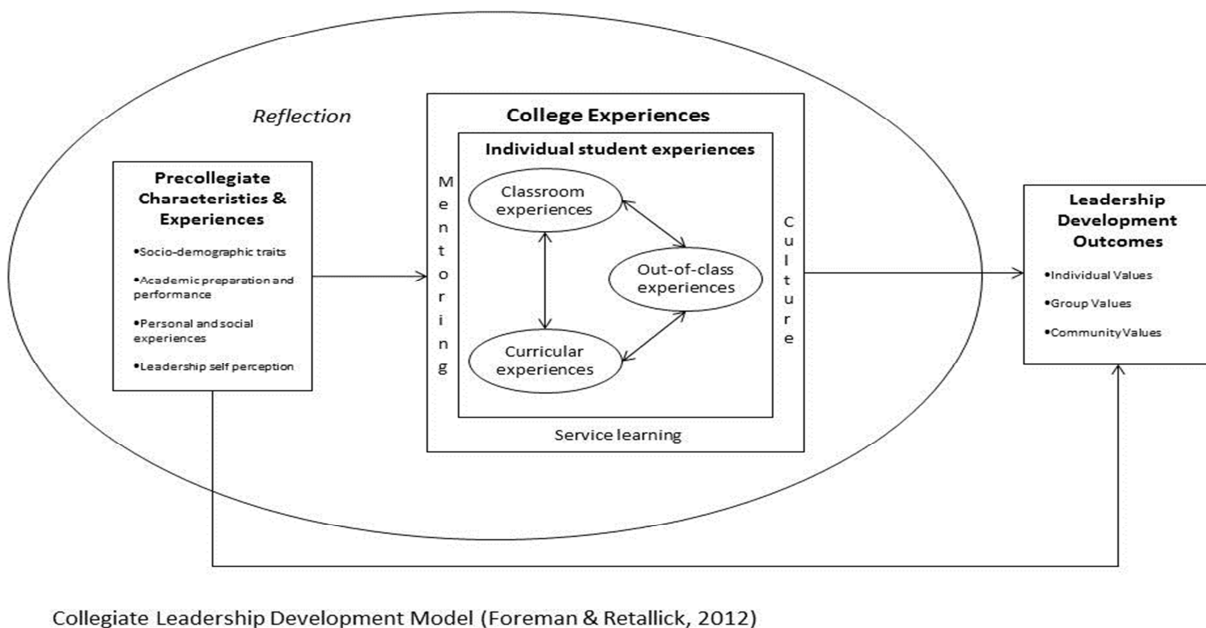 Reflection
Precollegiate
Characteristics &
Experiences
•Socio-demographic traits
•Academic preparation and
performance
•Personal and social
experiences
•Leadership self perception
College Experiences
Mentoring
Individual student experiences
Classroom
experiences
Out-of-class
experiences
Curricular
experiences
Culture
Service learning
Leadership
Development
Outcomes
•Individual Values
•Group Values
•Community Values
Collegiate Leadership Development Model (Foreman & Retallick, 2012)